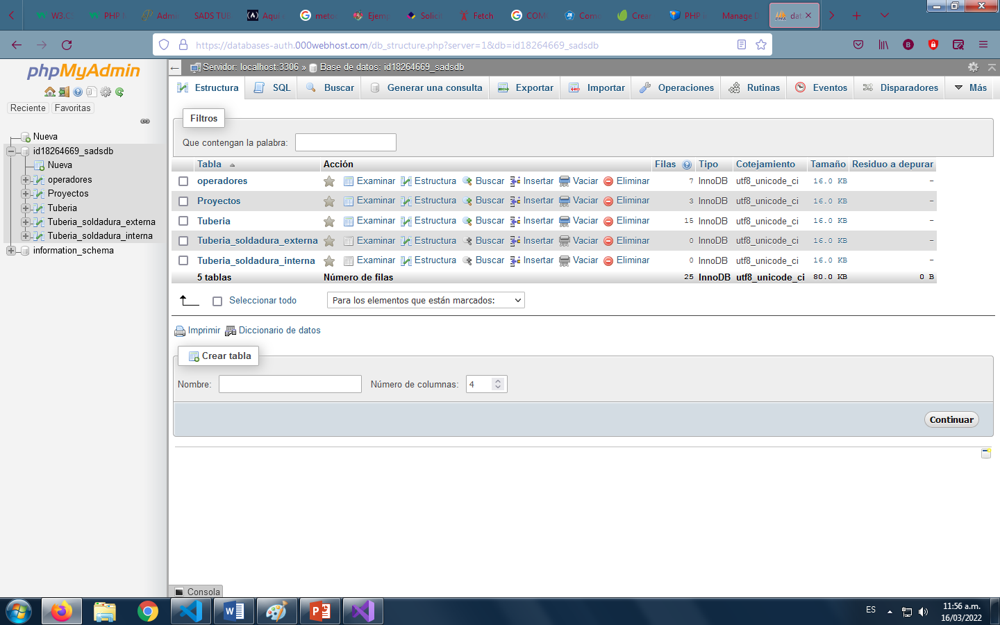 W3.CS
PHP
Admi
SADS TUE
Aquí
meto
Ejem
Solici
Fetch
COM
Como
Crear
PHP
Manage D
dat
https://databases-auth.000webhost.com/db_structure.php?server=1&db=id18264669_sadsdb
phpMyAdmin
Reciente Favoritas
Nueva
id18264669_sadsdb
Nueva
operadores
Proyectos
Tuberia
Tuberia_soldadura_externa
Tuberia_soldadura_interna
information_schema
Servidor: localhost:3306 » Base de datos: id18264669_sadsdb
Estructura SQL Buscar Generar una consulta Exportar Importar Operaciones Rutinas Eventos Disparadores Más
Filtros
Que contengan la palabra:
Tabla Acción Filas Tipo Cotejamiento Tamaño Residuo a depurar
operadores Examinar Estructura Buscar Insertar Vaciar Eliminar 7 InnoDB utf8_unicode_ci 16.0 KB -
Proyectos Examinar Estructura Buscar Insertar Vaciar Eliminar 3 InnoDB utf8_unicode_ci 16.0 KB -
Tuberia Examinar Estructura Buscar Insertar Vaciar Eliminar 15 InnoDB utf8_unicode_ci 16.0 KB -
Tuberia_soldadura_externa Examinar Estructura Buscar Insertar Vaciar Eliminar 0 InnoDB utf8_unicode_ci 16.0 KB -
Tuberia_soldadura_interna Examinar Estructura Buscar Insertar Vaciar Eliminar 0 InnoDB utf8_unicode_ci 16.0 KB -
5 tablas Número de filas 25 InnoDB utf8_unicode_ci 80.0 KB 0 B
Seleccionar todo Para los elementos que están marcados:
Imprimir Diccionario de datos
Crear tabla
Nombre: Número de columnas: 4
Continuar
Consola
ES 11:56 a.m.
16/03/2022